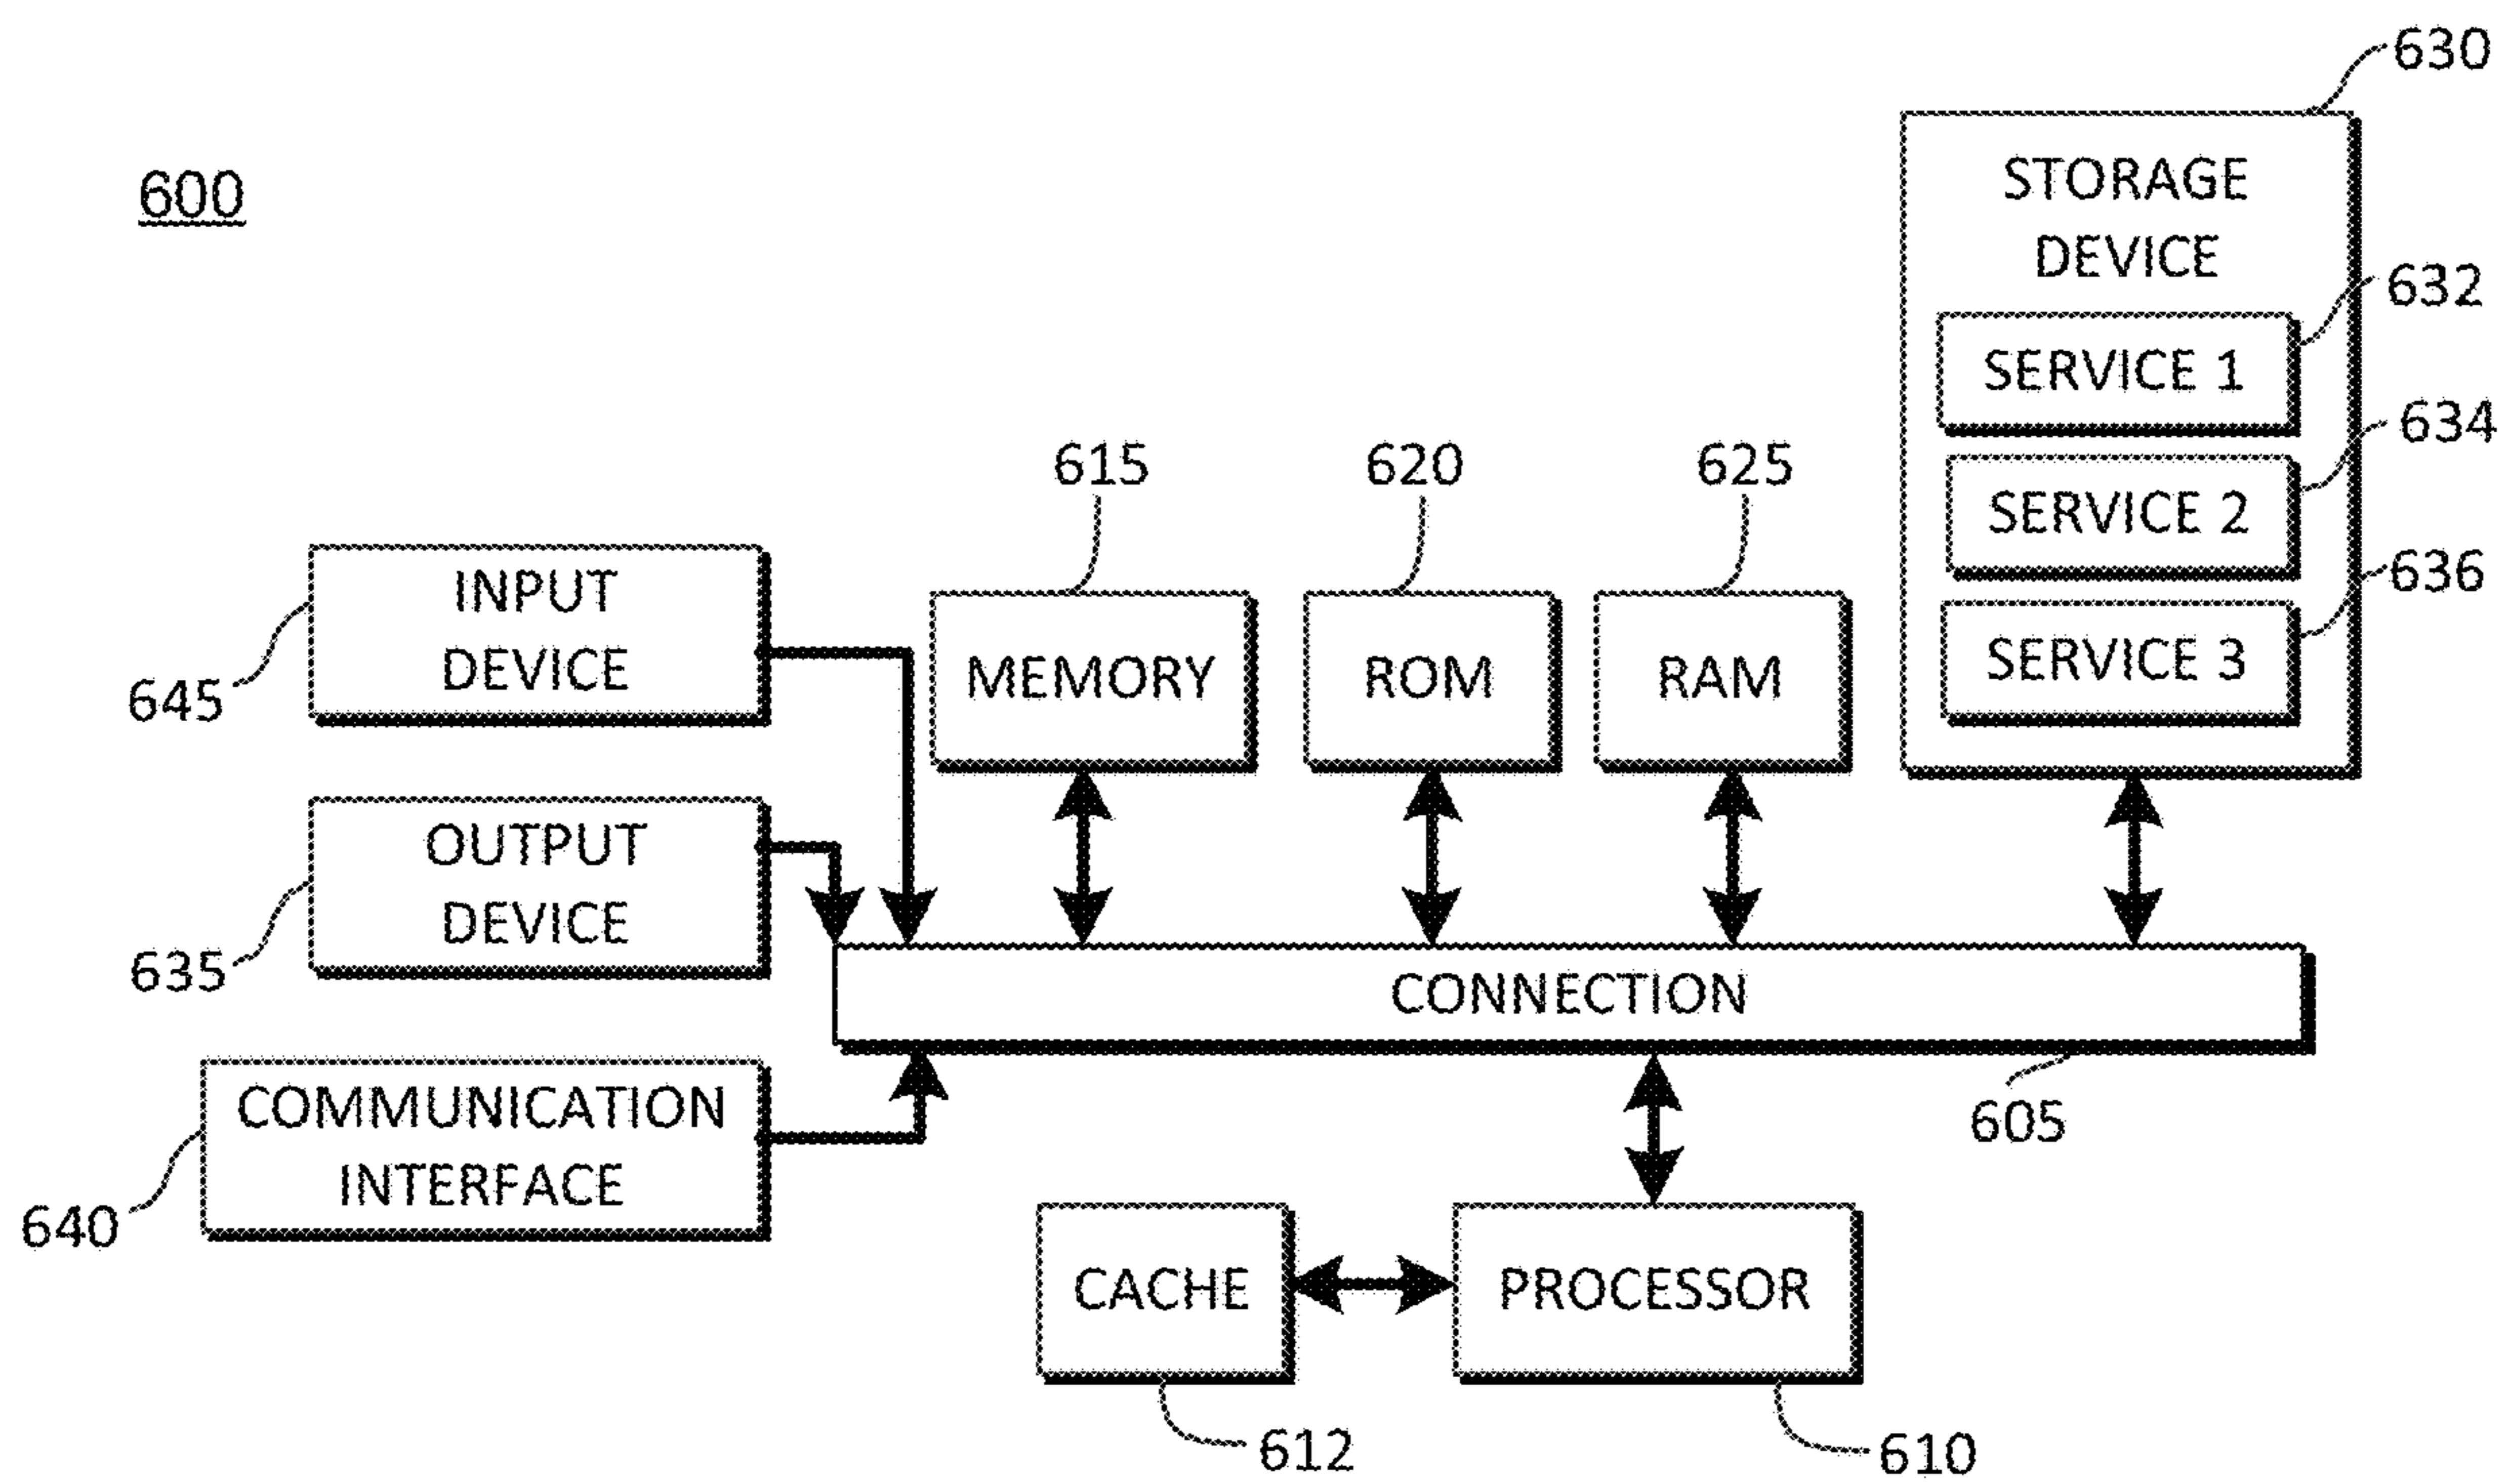 630
600
STORAGE
DEVICE
632
SERVICE 1
634
615
620
625
SERVICE 2
636
INPUT
DEVICE
645
MEMORY
ROM
RAM
SERVICE 3
OUTPUT
DEVICE
635
CONNECTION
COMMUNICATION
INTERFACE
640
605
CACHE
PROCESSOR
612
610